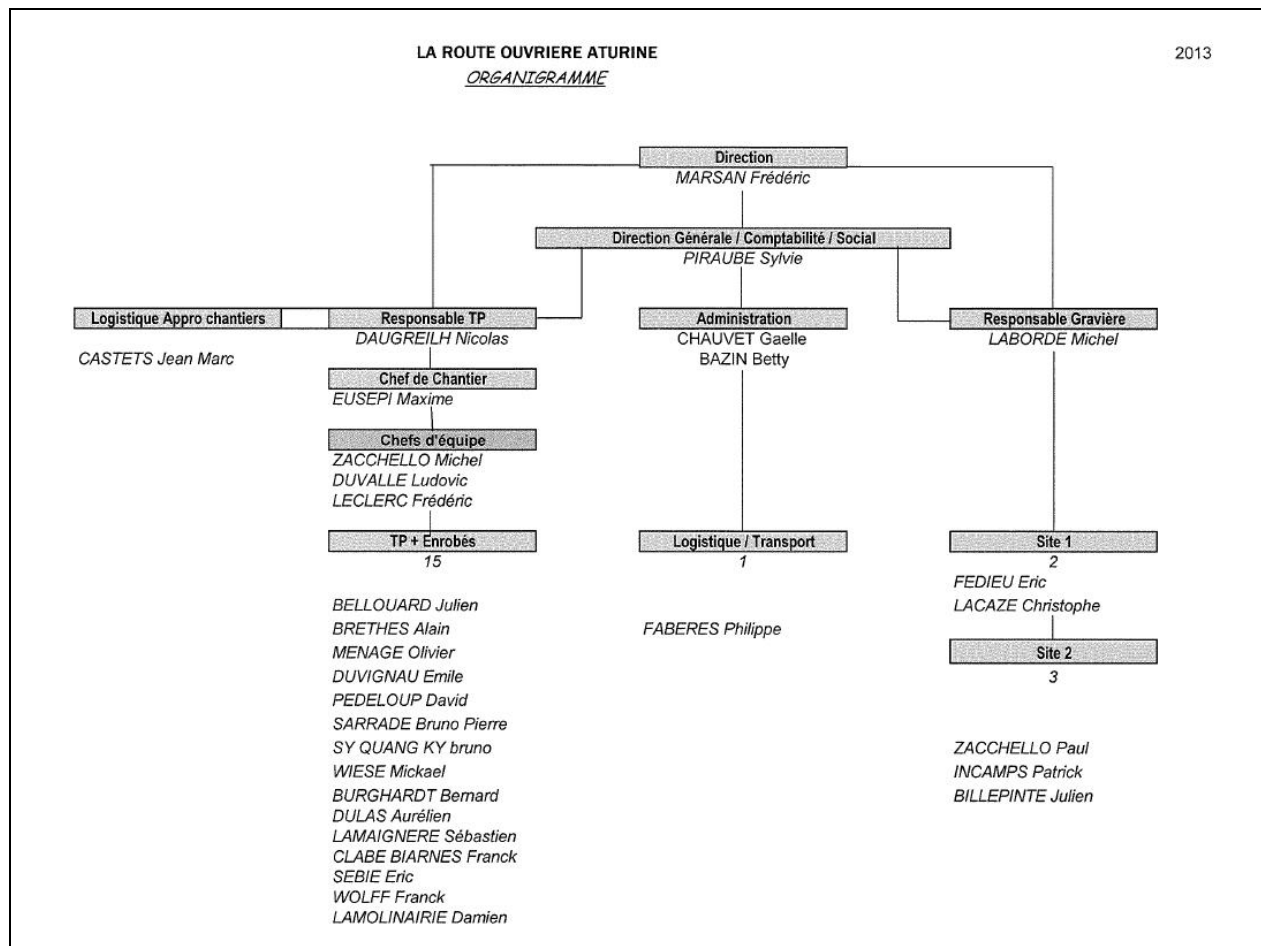 LA ROUTE OUVRIERE ATURINE
2013
ORGANIGRAMME
Direction
MARSAN Frédéric
Direction Générale / Comptabilité / Social
PIRAUBE Sylvie
Logistique Appro chantiers
CASTETS Jean Marc
Responsable TP
DAUGREILH Nicolas
Chef de Chantier
EUSEPI Maxime
Chefs d'équipe
ZACCHELLO Michel
DUVALLE Ludovic
LECLERC Frédéric
TP + Enrobés
15
BELLOUARD Julien
BRETHES Alain
MENAGE Olivier
DUVIGNAU Emile
PEDELOUP David
SARRADE Bruno Pierre
SY QUANG KY bruno
WIESE Mickael
BURGHARDT Bernard
DULAS Aurélien
LAMAIGNERE Sébastien
CLABE BIARNES Franck
SEBIE Eric
WOLFF Franck
LAMOLINAIRIE Damien
Administration
CHAUVET Gaelle
BAZIN Betty
Logistique / Transport
1
FABERES Philippe
Responsable Gravière
LABORDE Michel
Site 1
2
FEDIEU Eric
LACAZE Christophe
Site 2
3
ZACCHELLO Paul
INCAMPS Patrick
BILLEPINTE Julien